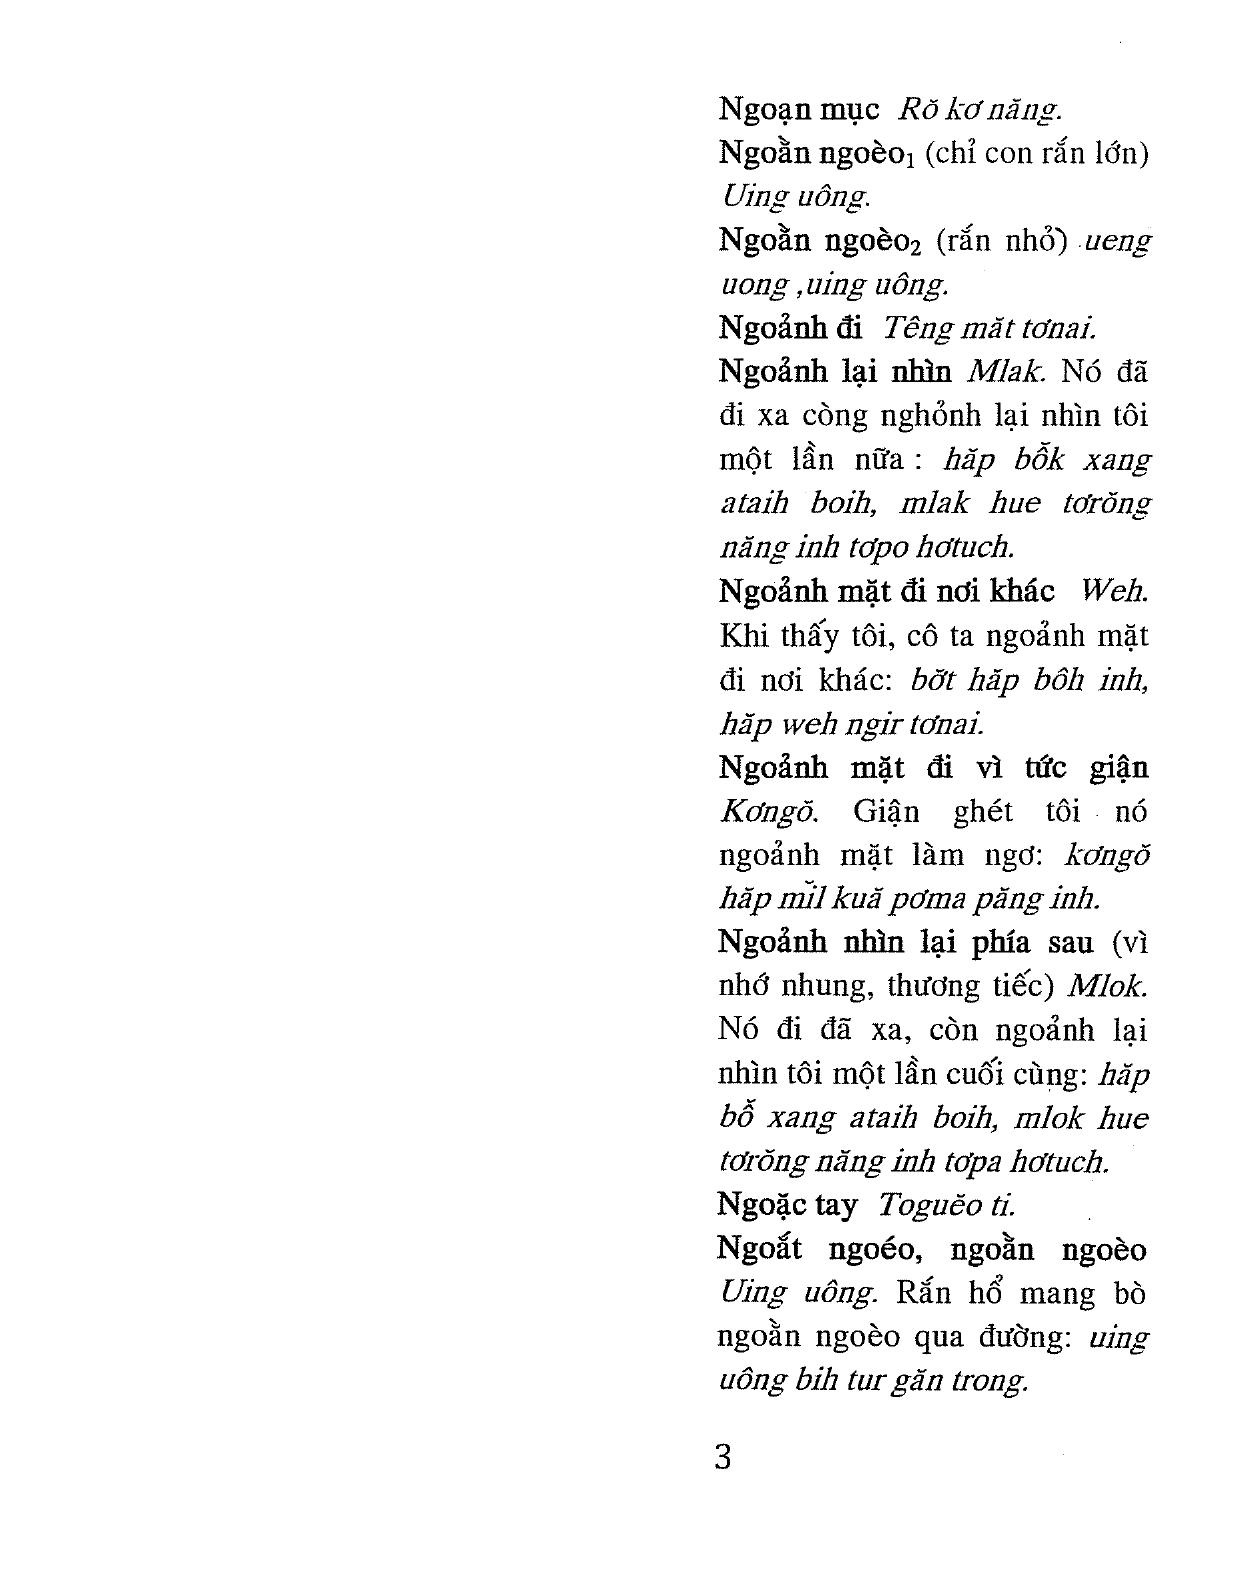 Ngoạn mục Rŏ kơ năng.
Ngoằn ngoèo₁ (chỉ con rắn lớn)
Uing uông.
Ngoằn ngoèo₂ (rắn nhỏ) ueng
uong ,uing uông.
Ngoảnh đi Têng măt tơnai.
Ngoảnh lại nhìn Mlak. Nó đã
đi xa còng nghỏnh lại nhìn tôi
một lần nữa : hăp bô̆k xang
ataih boih, mlak hue tơrŏng
năng inh tơpo hơtuch.
Ngoảnh mặt đi nơi khác Weh.
Khi thấy tôi, cô ta ngoảnh mặt
đi nơi khác: bơ̆t hăp bôh inh,
hăp weh ngir tơnai.
Ngoảnh mặt đi vì tức giận
Kơngŏ. Giận ghét tôi nó
ngoảnh mặt làm ngơ: kơngŏ
hăp mĭl kuă pơma păng inh.
Ngoảnh nhìn lại phía sau (vì
nhớ nhung, thương tiếc) Mlok.
Nó đi đã xa, còn ngoảnh lại
nhìn tôi một lần cuối cùng: hăp
bô̆ xang ataih boih, mlok hue
tơrŏng năng inh tơpa hơtuch.
Ngoặc tay Toguĕo ti.
Ngoắt ngoéo, ngoằn ngoèo
Uing uông. Rắn hổ mang bò
ngoằn ngoèo qua đường: uing
uông bih tur găn trong.
3